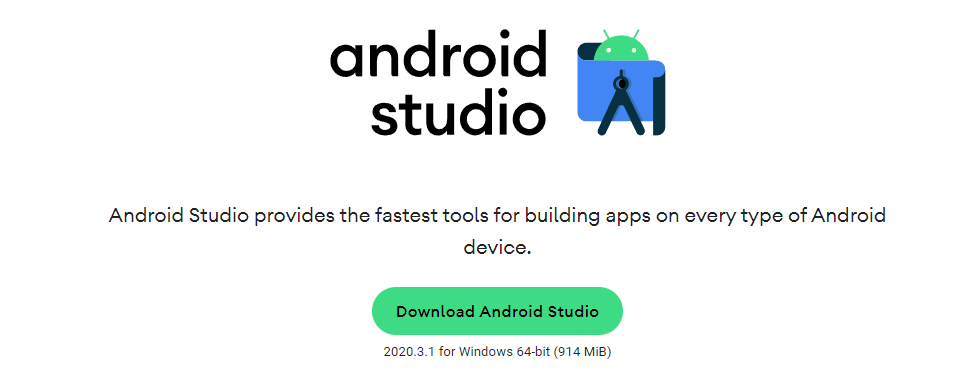 android
studio
Android Studio provides the fastest tools for building apps on every type of Android
device.
Download Android Studio
2020.3.1 for Windows 64-bit (914 MiB)